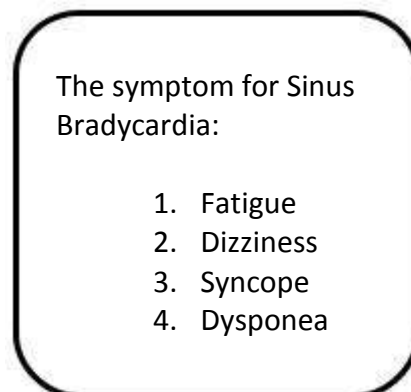 The symptom for Sinus
Bradycardia:
1. Fatigue
2. Dizziness
3. Syncope
4. Dysponea